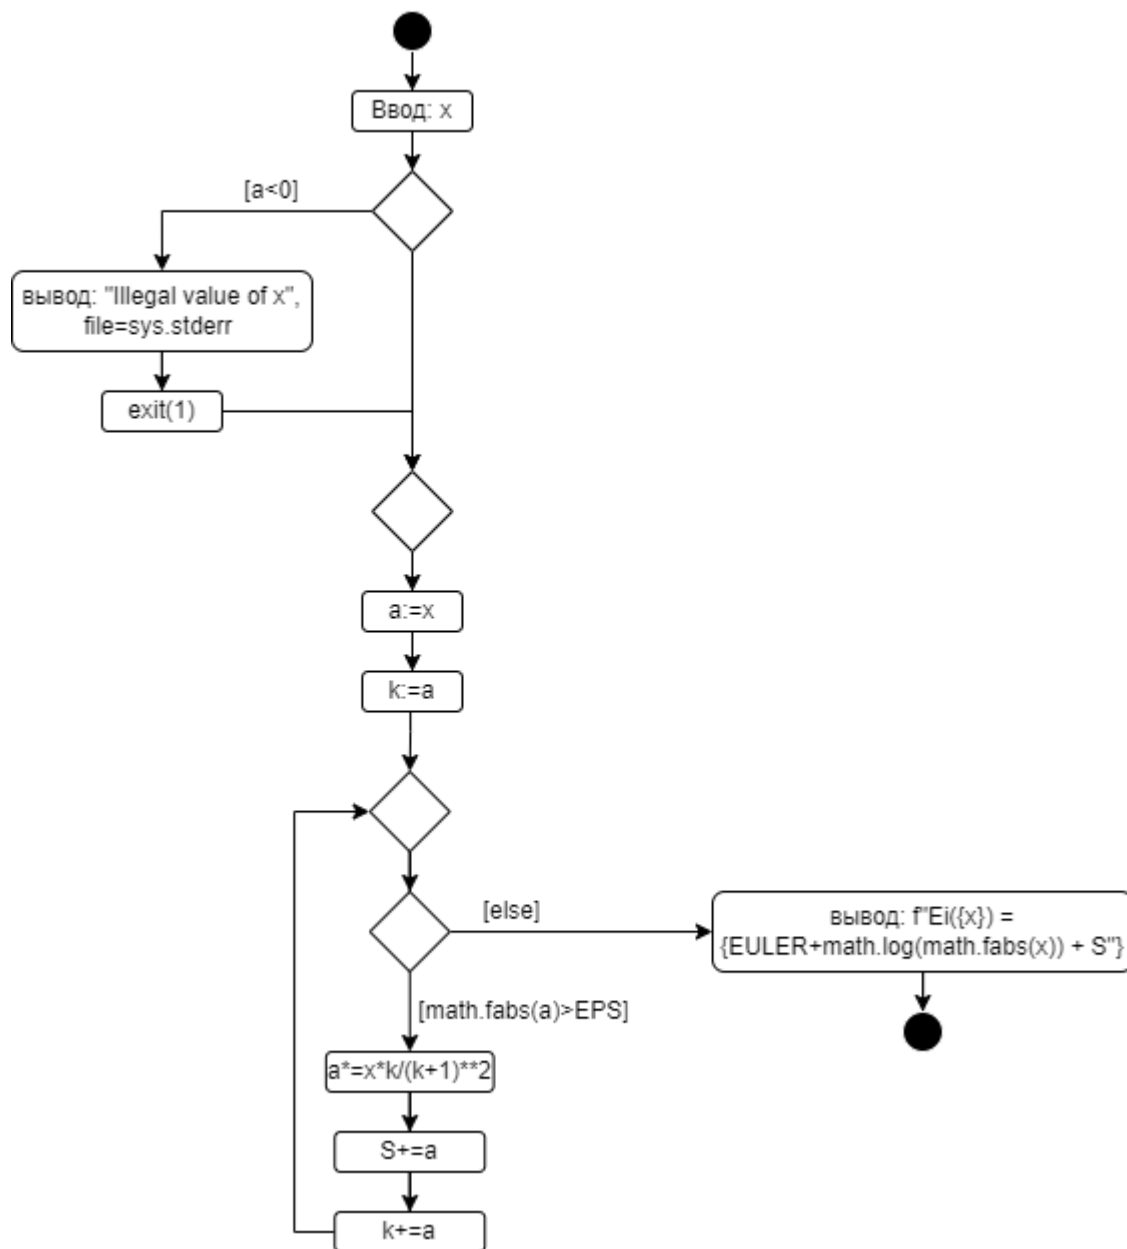 Ввод: x
[a<0]
вывод: "Illegal value of x",
file=sys.stderr
exit(1)
a:=x
k:=a
[else]
вывод: f"Ei({x}) =
{EULER+math.log(math.fabs(x)) + S"}
[math.fabs(a)>EPS]
a*=x*k/(k+1)**2
S+=a
k+=a